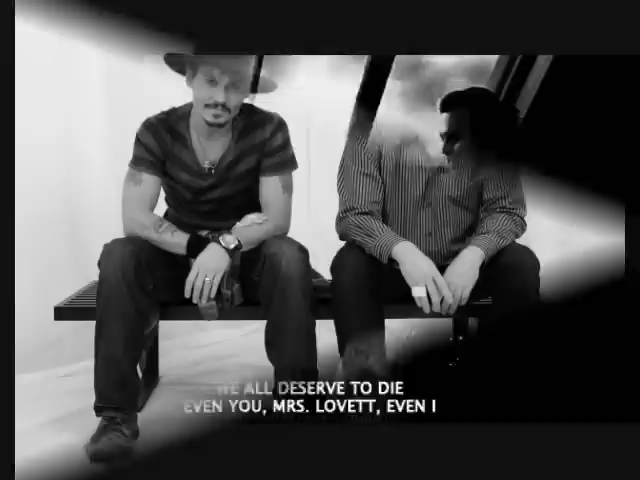 WE ALL DESERVE TO DIE
EVEN YOU, MRS. LOVETT, EVEN I